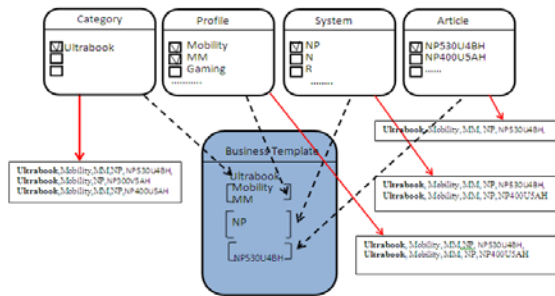 Category
Ultrabook
Profile
Mobility
MM
Gaming
...........
System
NP
N
R
........
Article
NP530U4BH
NP400U5AH
......
Business Template
Ultrabook
Mobility
MM
NP
NP530U4BH
Ultrabook, Mobility, MM, NP, NP530U4BH,
Ultrabook, Mobility, MM, NP, NP530U4BH,
Ultrabook, Mobility, MM, NP, NP300V5AH
Ultrabook, Mobility, MM, NP, NP400U5AH
Ultrabook, Mobility, MM, NP, NP530U4BH,
Ultrabook, Mobility, MM, NP, NP400U5AH
Ultrabook, Mobility, MM, NP, NP530U4BH,
Ultrabook, Mobility, MM, NP, NP400U5AH